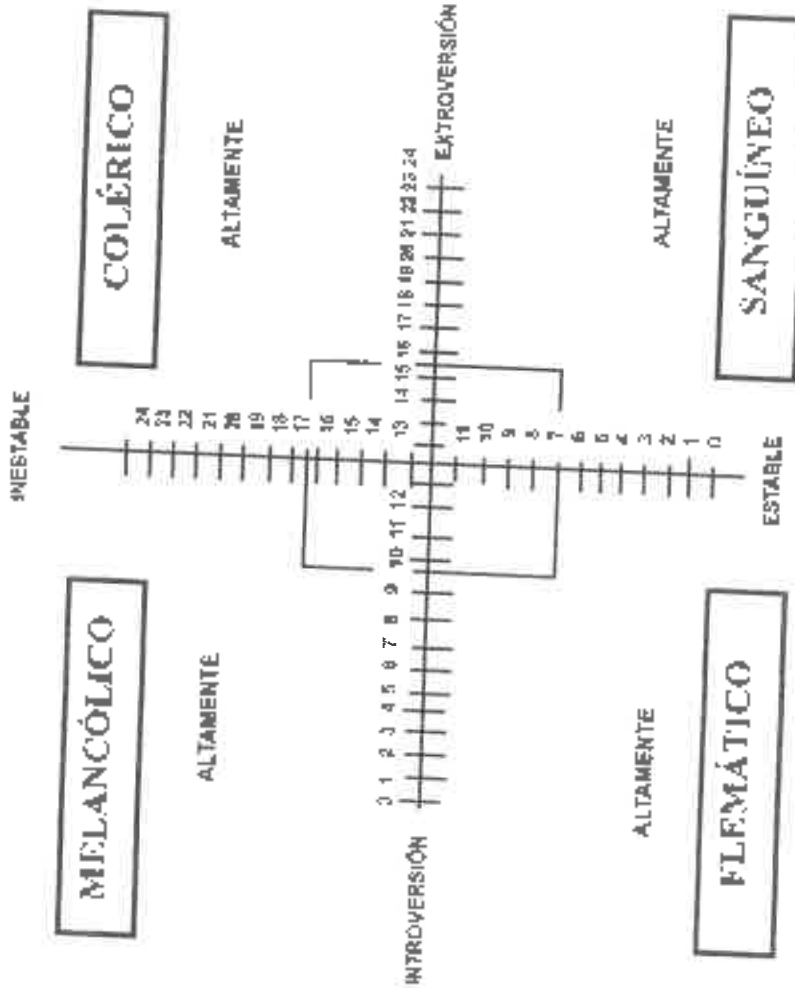 INESTABLE
MELANCÓLICO
COLÉRICO
ALTAMENTE
ALTAMENTE
24
23
22
21
20
19
18
17
16
15
14
INTROVERSIÓN
0 1 2 3 4 5 6 7 8 9 10 11 12 13 14 15 16 17 18 19 20 21 22 23 24
EXTROVERSIÓN
11
10
9
8
7
6
5
4
3
2
1
0
ALTAMENTE
ALTAMENTE
FLEMÁTICO
SANGUÍNEO
ESTABLE